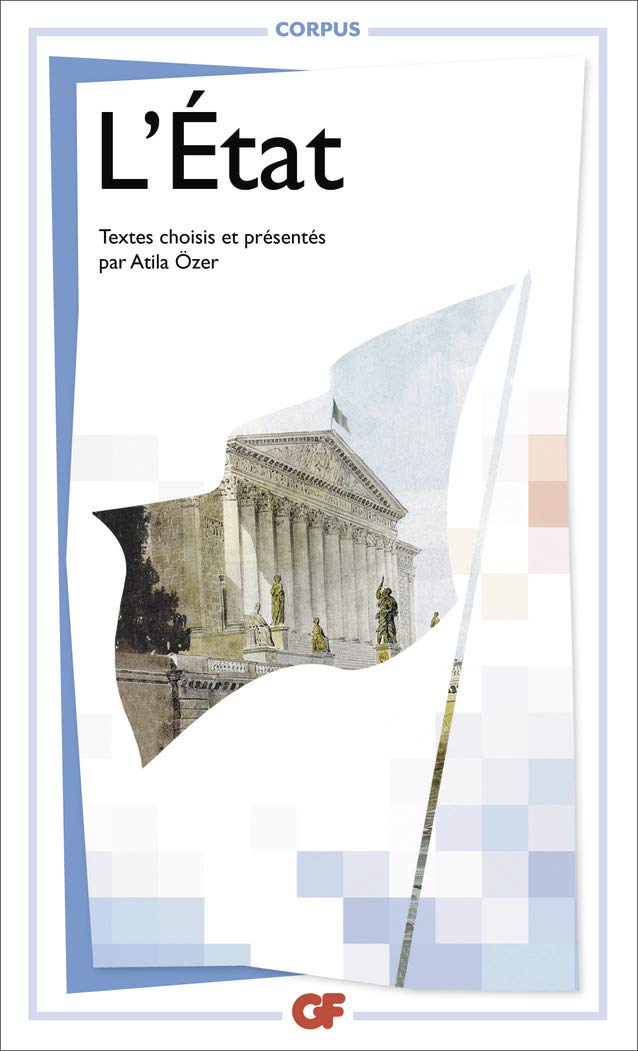 CORPUS
L’État
Textes choisis et présentés
par Atila Özer
GF